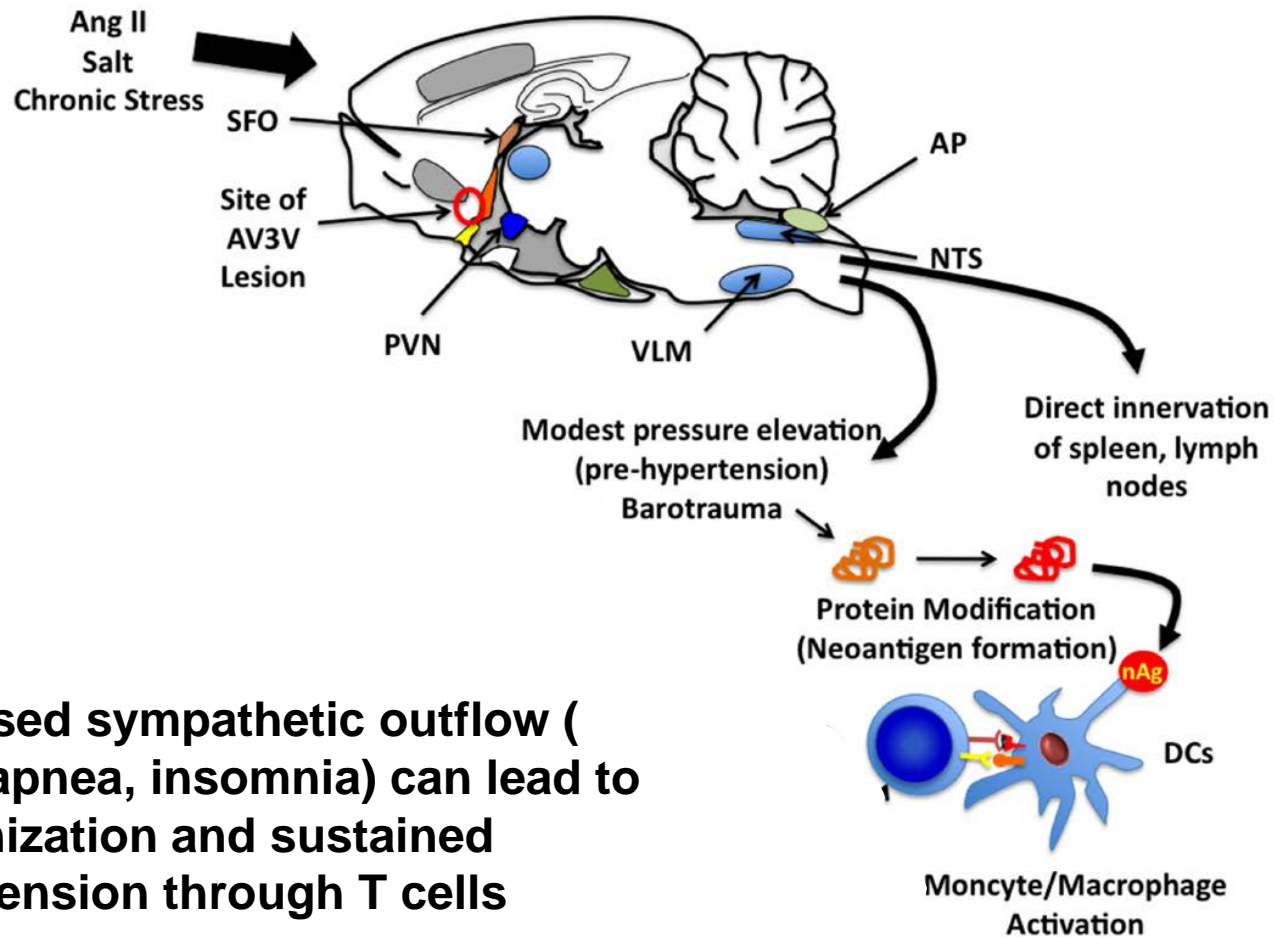 Ang II
Salt
Chronic Stress
SFO
AP
Site of
AV3V
Lesion
NTS
PVN
VLM
Modest pressure elevation
(pre-hypertension)
Barotrauma
Direct innervation
of spleen, lymph
nodes
Protein Modification
(Neoantigen formation)
nAg
DCs
sed sympathetic outflow (
apnea, insomnia) can lead to
nization and sustained
ension through T cells
Moncyte/Macrophage
Activation